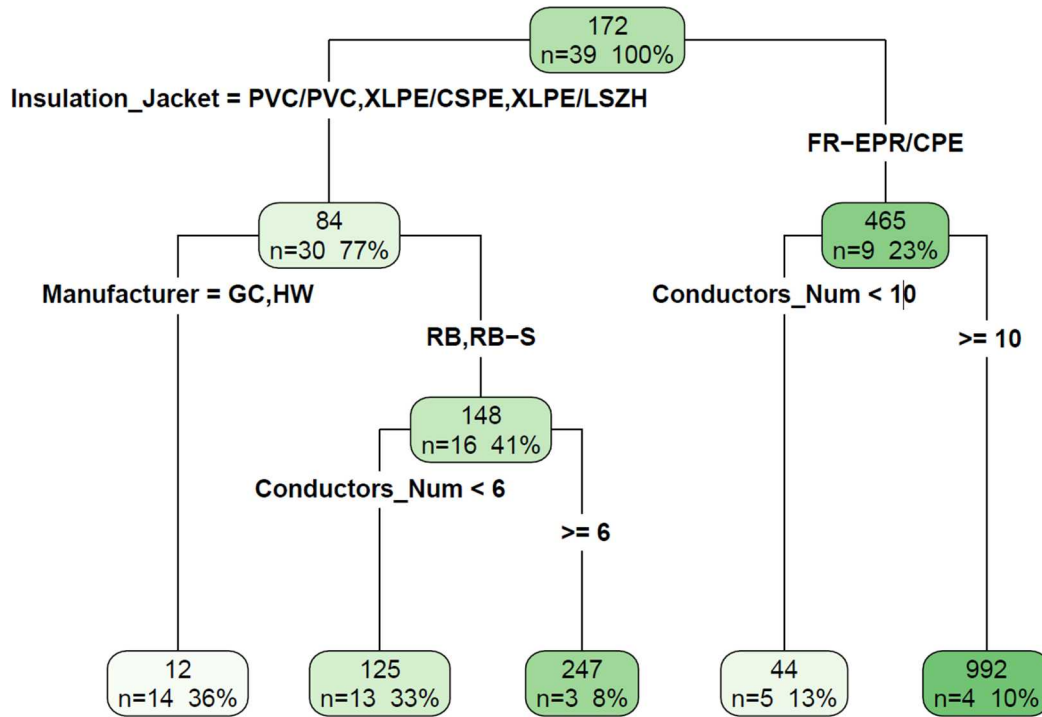 172
n=39 100%
Insulation_Jacket = PVC/PVC,XLPE/CSPE,XLPE/LSZH
FR−EPR/CPE
84
n=30 77%
465
n=9 23%
Manufacturer = GC,HW
Conductors_Num < 10
RB,RB−S
>= 10
148
n=16 41%
Conductors_Num < 6
>= 6
12
n=14 36%
125
n=13 33%
247
n=3 8%
44
n=5 13%
992
n=4 10%